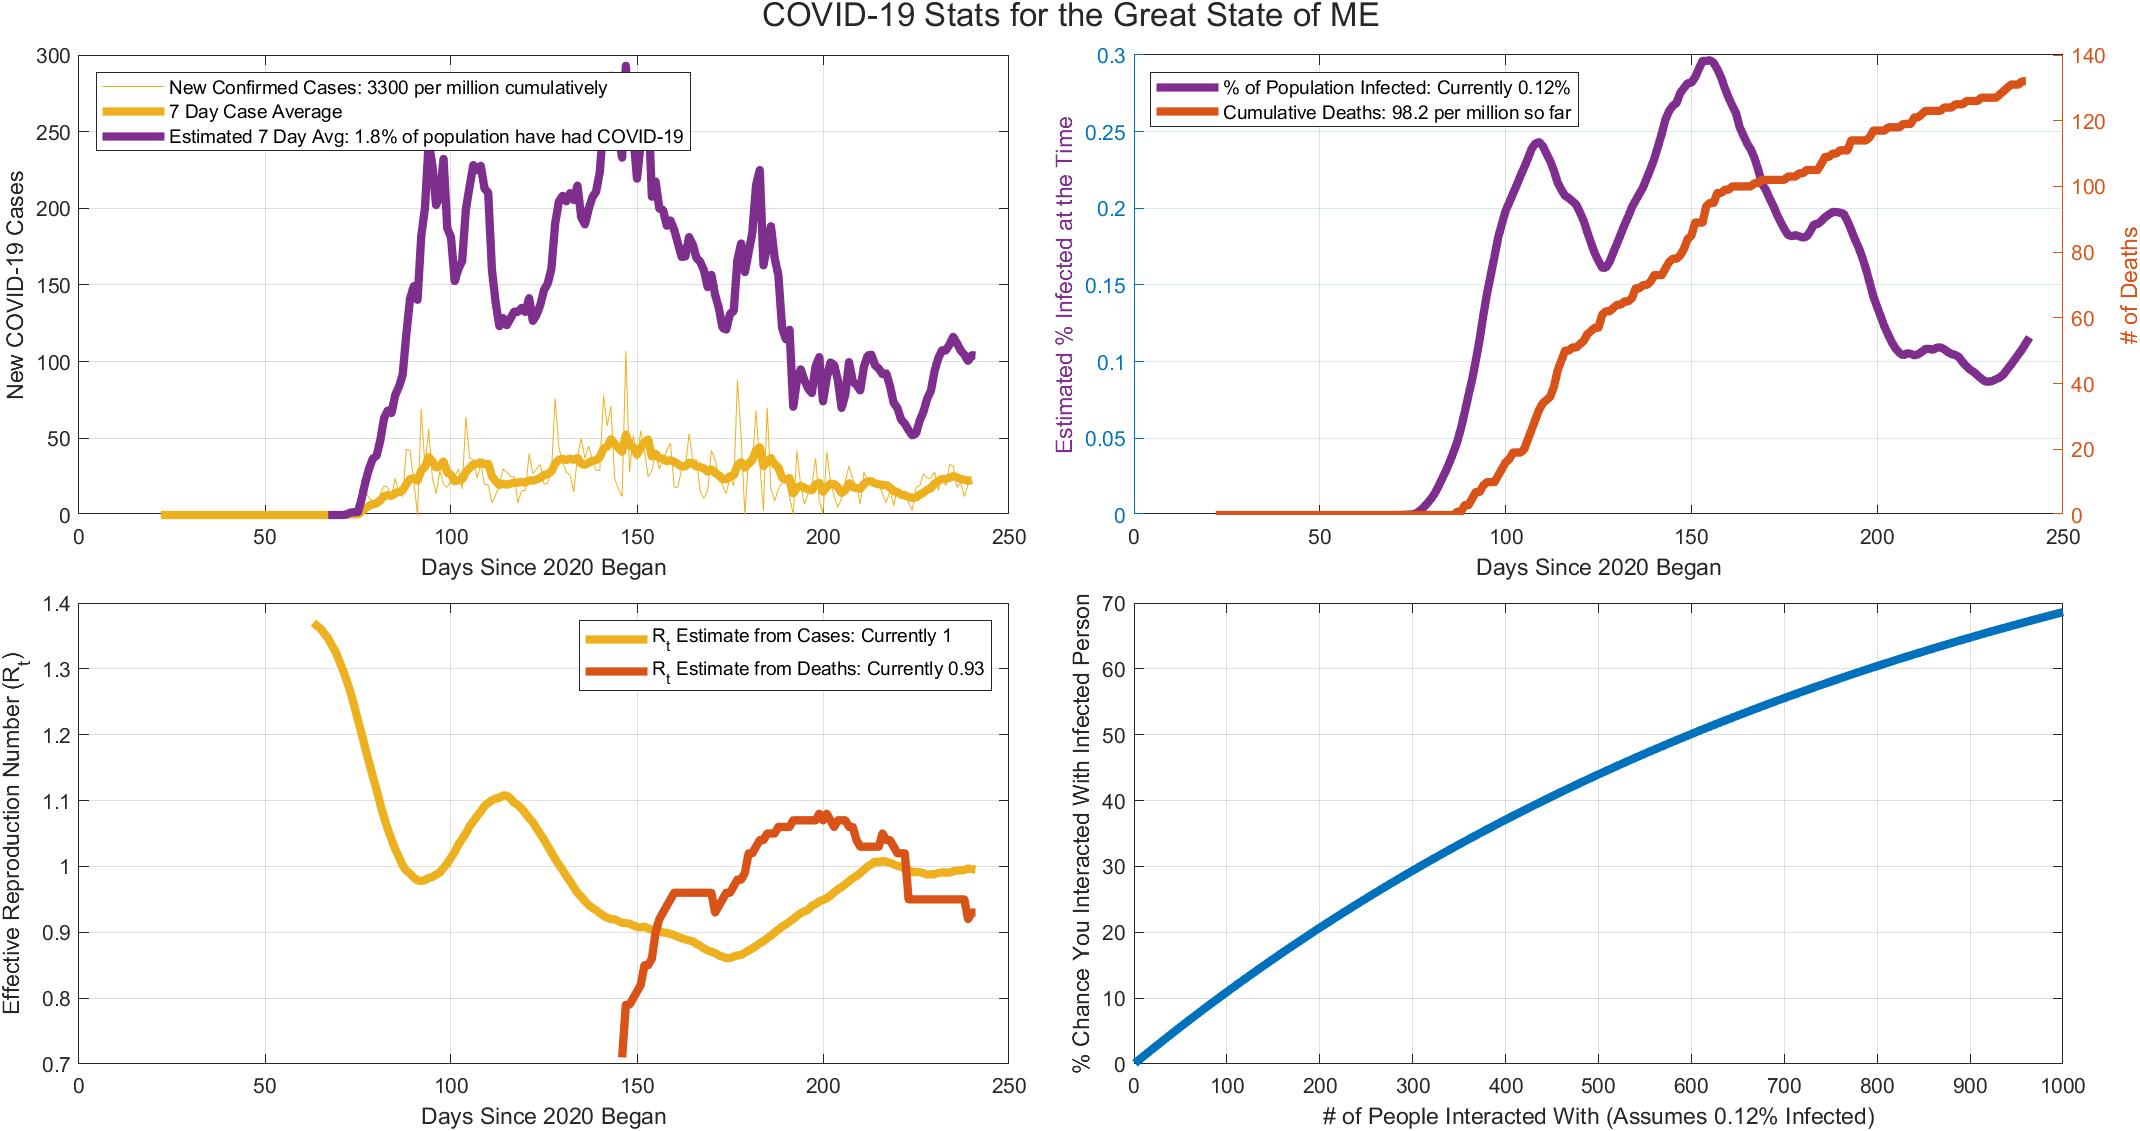 COVID-19 Stats for the Great State of ME
New COVID-19 Cases
300
250
200
150
100
50
0
New Confirmed Cases: 3300 per million cumulatively
7 Day Case Average
Estimated 7 Day Avg: 1.8% of population have had COVID-19
0 50 100 150 200 250
Days Since 2020 Began
Estimated % Infected at the Time
0.3
0.25
0.2
0.15
0.1
0.05
0
% of Population Infected: Currently 0.12%
Cumulative Deaths: 98.2 per million so far
140
120
100
80
60
40
20
0
# of Deaths
0 50 100 150 200 250
Days Since 2020 Began
Effective Reproduction Number (Rt)
1.4
1.3
1.2
1.1
1
0.9
0.8
0.7
Rt Estimate from Cases: Currently 1
Rt Estimate from Deaths: Currently 0.93
0 50 100 150 200 250
Days Since 2020 Began
% Chance You Interacted With Infected Person
70
60
50
40
30
20
10
0
0 100 200 300 400 500 600 700 800 900 1000
# of People Interacted With (Assumes 0.12% Infected)